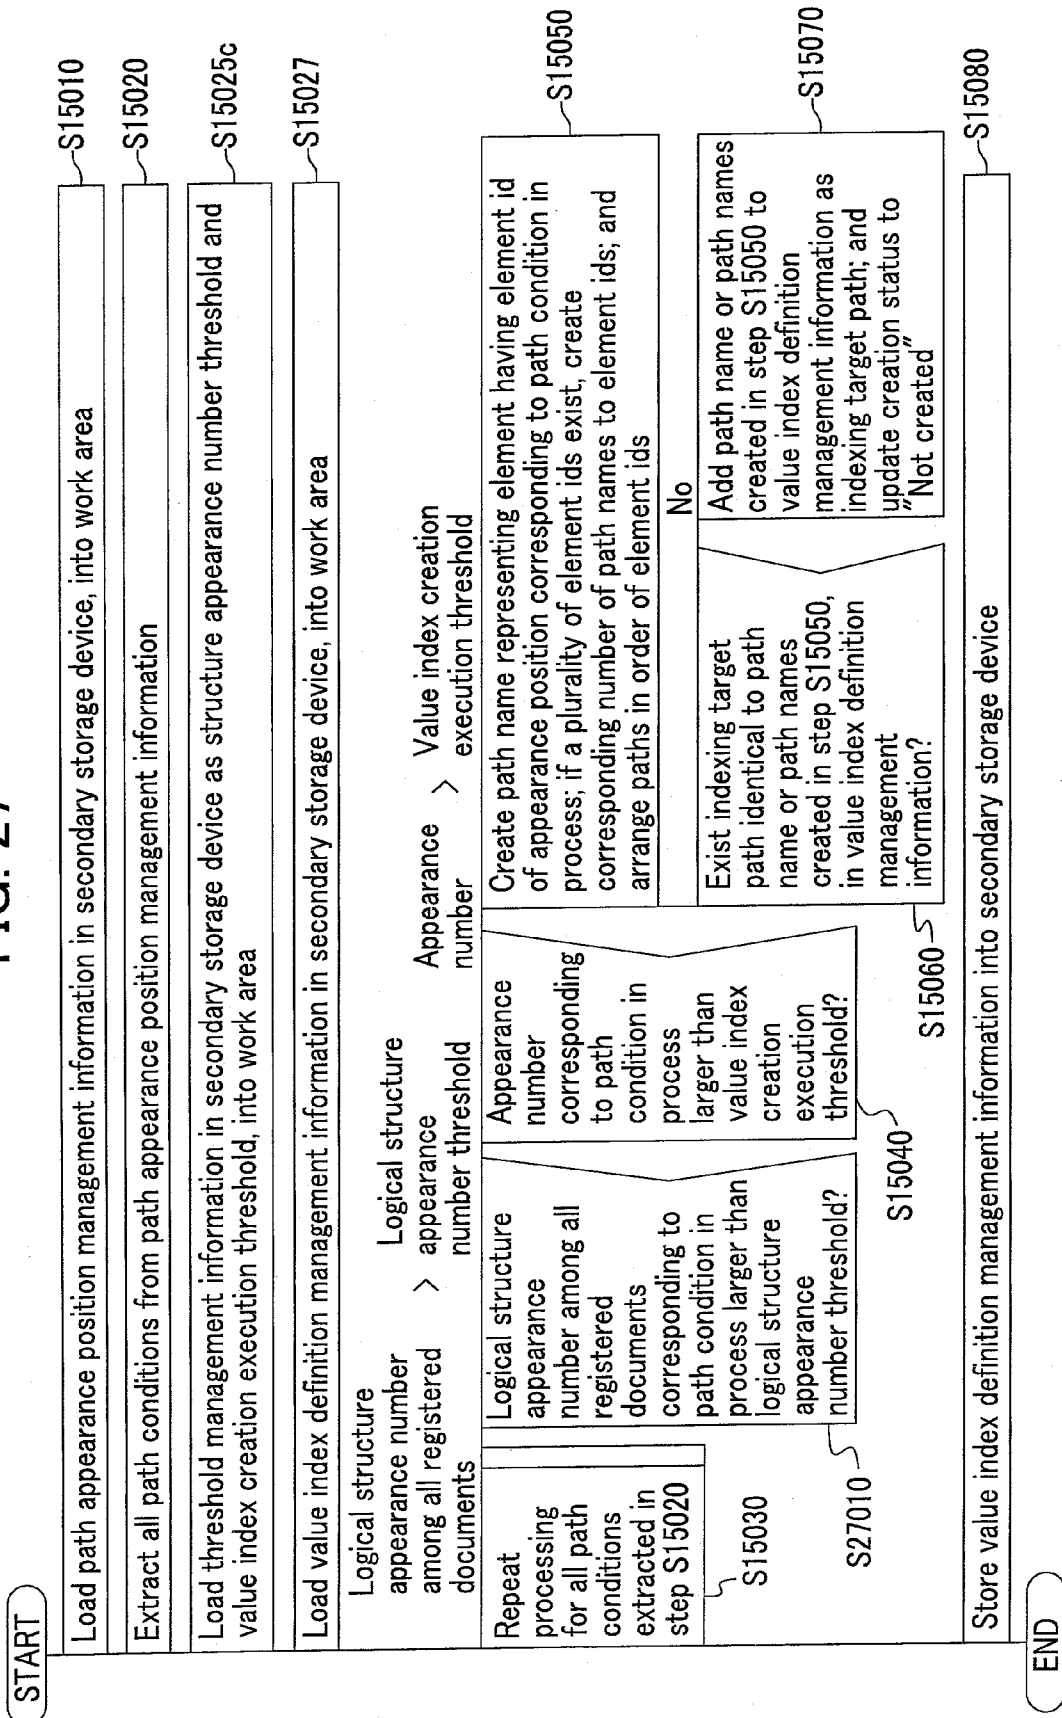 FIG. 27
START
Load path appearance position management information in secondary storage device, into work area
S15010
Extract all path conditions from path appearance position management information
S15020
Load threshold management information in secondary storage device as structure appearance number threshold and
value index creation execution threshold, into work area
S15025c
Load value index definition management information in secondary storage device, into work area
S15027
Logical structure
appearance number
among all registered
documents
>
Logical structure
appearance
number threshold
Appearance
number
>
Value index creation
execution threshold
Repeat
processing
for all path
conditions
extracted in
step S15020
S15030
Logical structure
appearance
number among all
registered
documents
corresponding to
path condition in
process larger than
logical structure
appearance
number threshold?
S27010
Appearance
number
corresponding
to path
condition in
process
larger than
value index
creation
execution
threshold?
S15040
Create path name representing element having element id
of appearance position corresponding to path condition in
process; if a plurality of element ids exist, create
corresponding number of path names to element ids; and
arrange paths in order of element ids
S15050
Exist indexing target
path identical to path
name or path names
created in step S15050,
in value index definition
management
information?
S15060
No
Add path name or path names
created in step S15050 to
value index definition
management information as
indexing target path; and
update creation status to
"Not created"
S15070
Store value index definition management information into secondary storage device
S15080
END